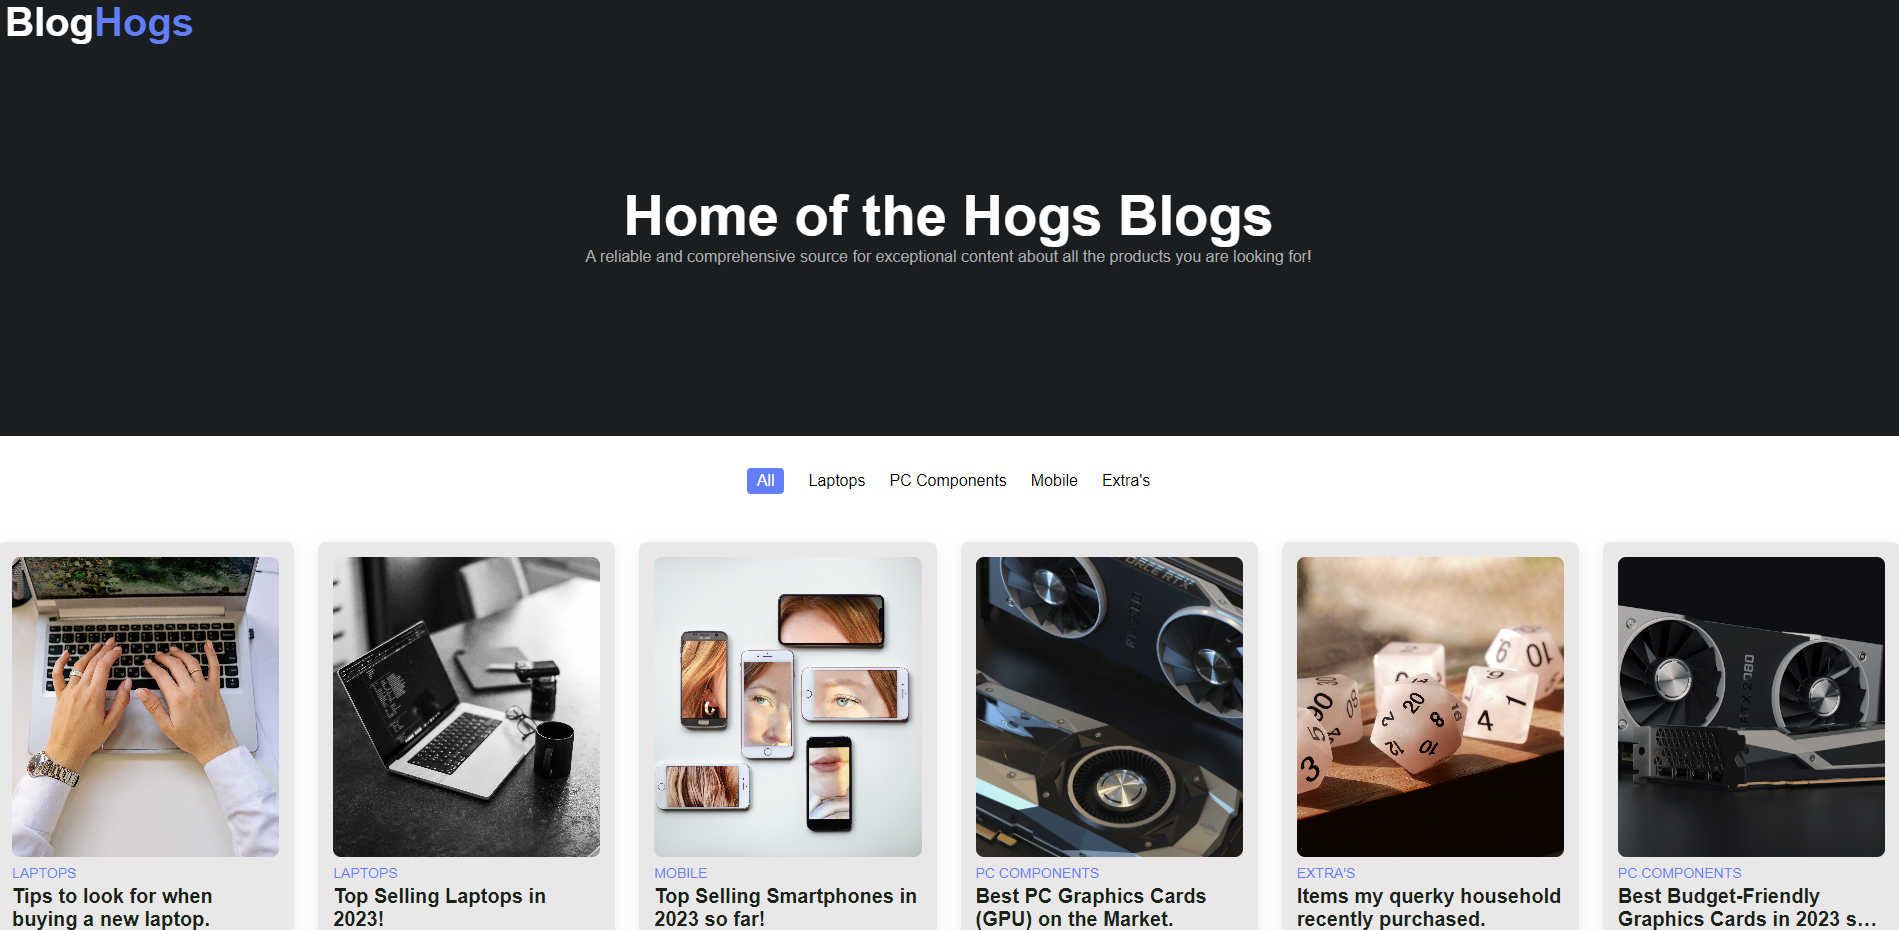 BlogHogs
Home of the Hogs Blogs
A reliable and comprehensive source for exceptional content about all the products you are looking for!
All Laptops PC Components Mobile Extra's
LAPTOPS
Tips to look for when
buying a new laptop.
LAPTOPS
Top Selling Laptops in
2023!
MOBILE
Top Selling Smartphones in
2023 so far!
RTX
PC COMPONENTS
Best PC Graphics Cards
(GPU) on the Market.
EXTRA'S
Items my querky household
recently purchased.
RTX 2080
PC COMPONENTS
Best Budget-Friendly
Graphics Cards in 2023 s...